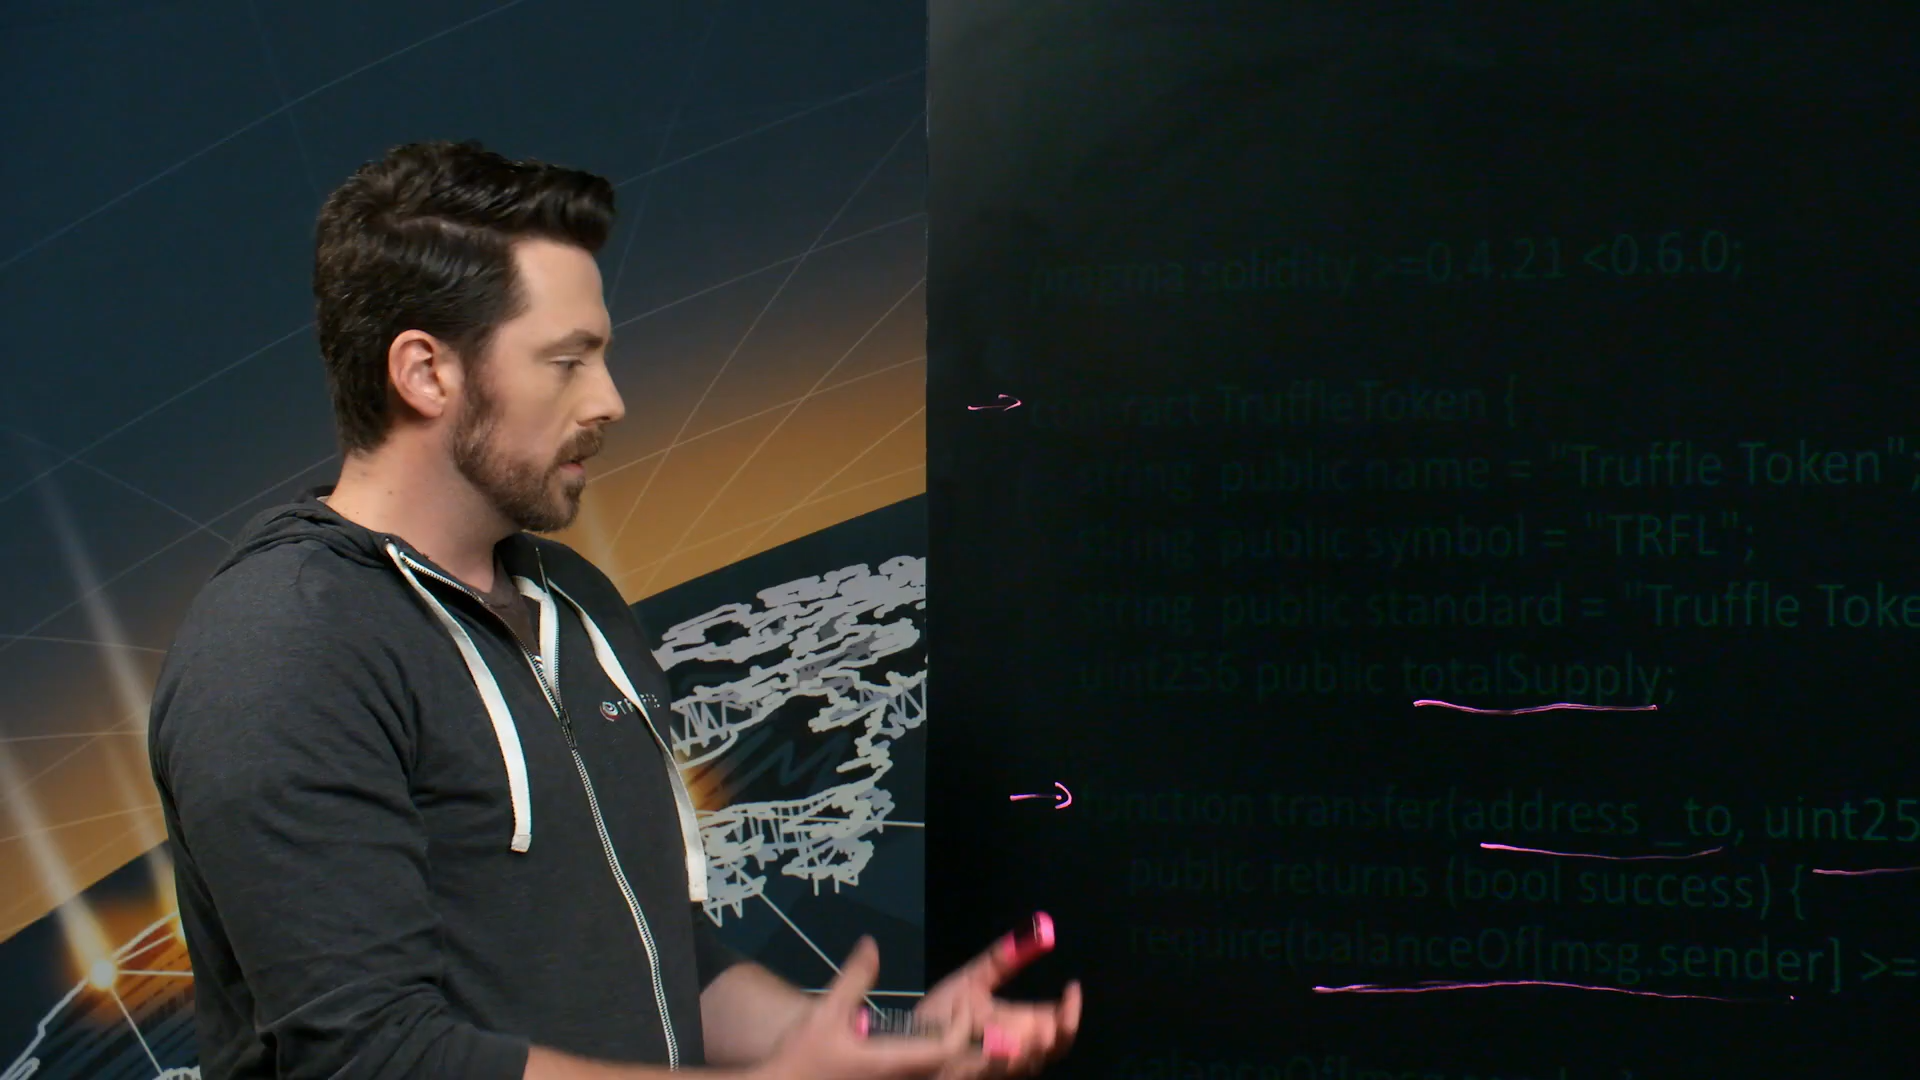 pragma solidity >=0.4.21 <0.6.0;
contract TruffleToken {
string public name = "Truffle Token";
string public symbol = "TRFL";
string public standard = "Truffle Toke
uint256 public totalSupply;
function transfer(address _to, uint25
public returns (bool success) {
require(balanceOf[msg.sender] >=